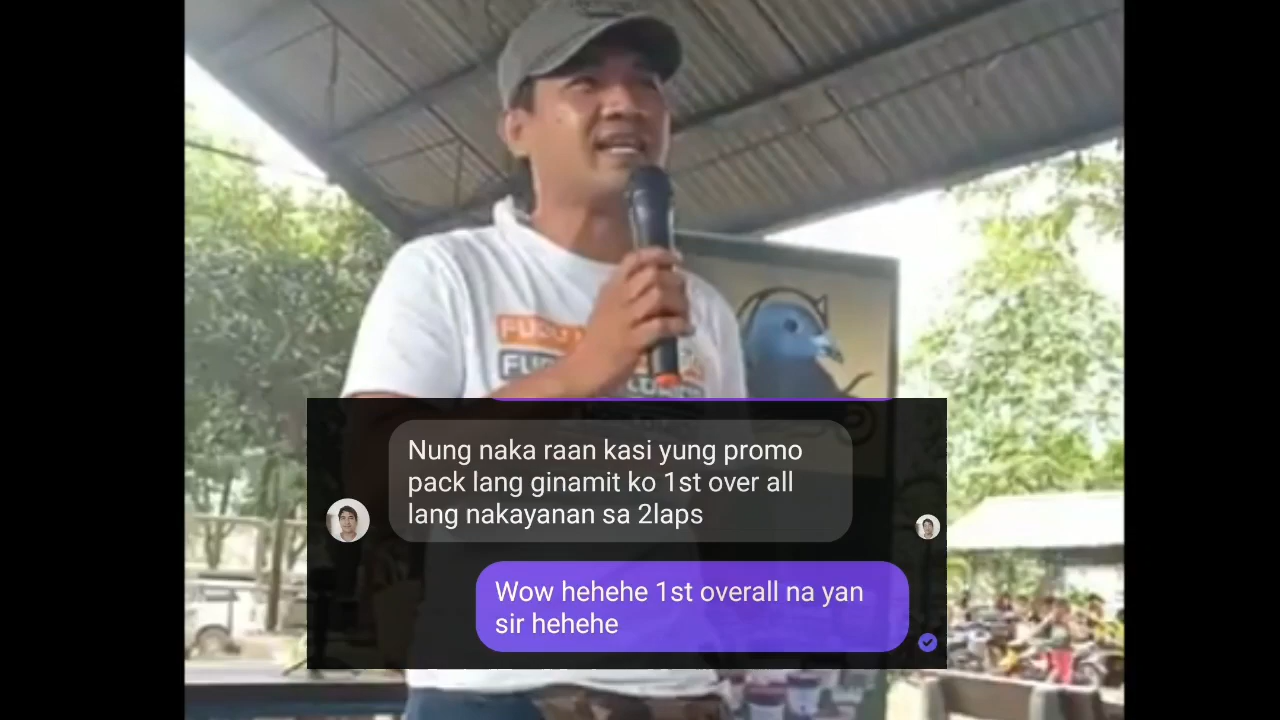 Nung naka raan kasi yung promo
pack lang ginamit ko 1st over all
lang nakayanan sa 2laps
Wow hehehe 1st overall na yan
sir hehehe